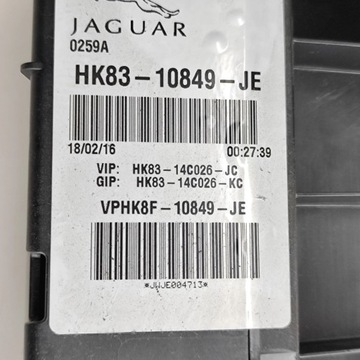 JAGUAR
0259A
HK83-10849-JE
18/02/16 00:27:39
VIP: HK83-14C026-JC
GIP: HK83-14C026-KC
VPHK8F-10849-JE
*JWJE004713*